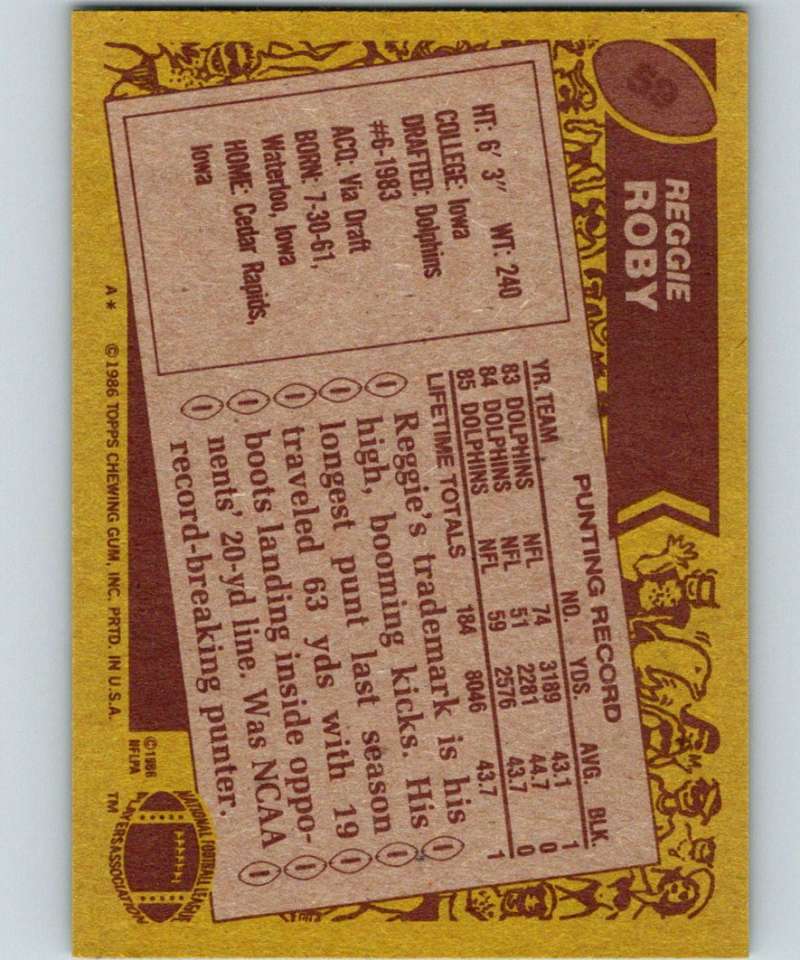 59
REGGIE
ROBY
HT: 6' 3" WT: 240
COLLEGE: Iowa
DRAFTED: Dolphins
#6-1983
ACQ: Via Draft
BORN: 7-30-61,
Waterloo, Iowa
HOME: Cedar Rapids,
Iowa
PUNTING RECORD
YR. TEAM NO. YDS. AVG. BLK.
83 DOLPHINS NFL 74 3189 43.1 1
84 DOLPHINS NFL 51 2281 44.7 0
85 DOLPHINS NFL 59 2576 43.7 0
LIFETIME TOTALS 184 8046 43.7 1
Reggie's trademark is his
high, booming kicks. His
longest punt last season
traveled 63 yds with 19
boots landing inside oppo-
nents' 20-yd line. Was NCAA
record-breaking punter.
A* © 1986 TOPPS CHEWING GUM, INC. PRTD. IN U.S.A.
© 1986
NFLPA
TM
NATIONAL FOOTBALL LEAGUE
PLAYERS ASSOCIATION